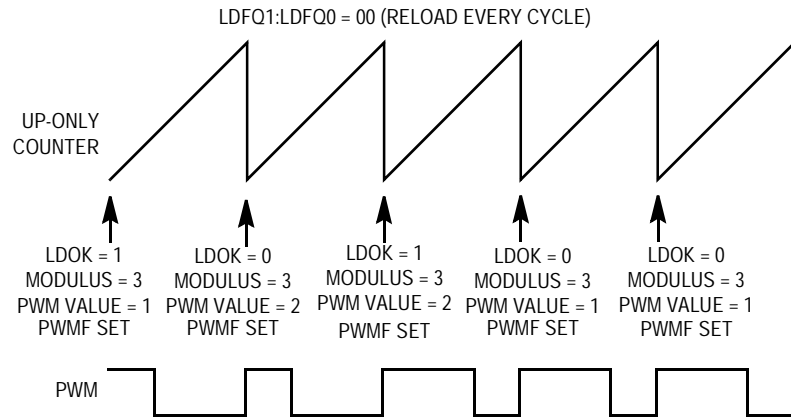 LDFQ1:LDFQ0 = 00 (RELOAD EVERY CYCLE)
UP-ONLY
COUNTER
LDOK = 1
MODULUS = 3
PWM VALUE = 1
PWMF SET
LDOK = 0
MODULUS = 3
PWM VALUE = 2
PWMF SET
LDOK = 1
MODULUS = 3
PWM VALUE = 2
PWMF SET
LDOK = 0
MODULUS = 3
PWM VALUE = 1
PWMF SET
LDOK = 0
MODULUS = 3
PWM VALUE = 1
PWMF SET
PWM